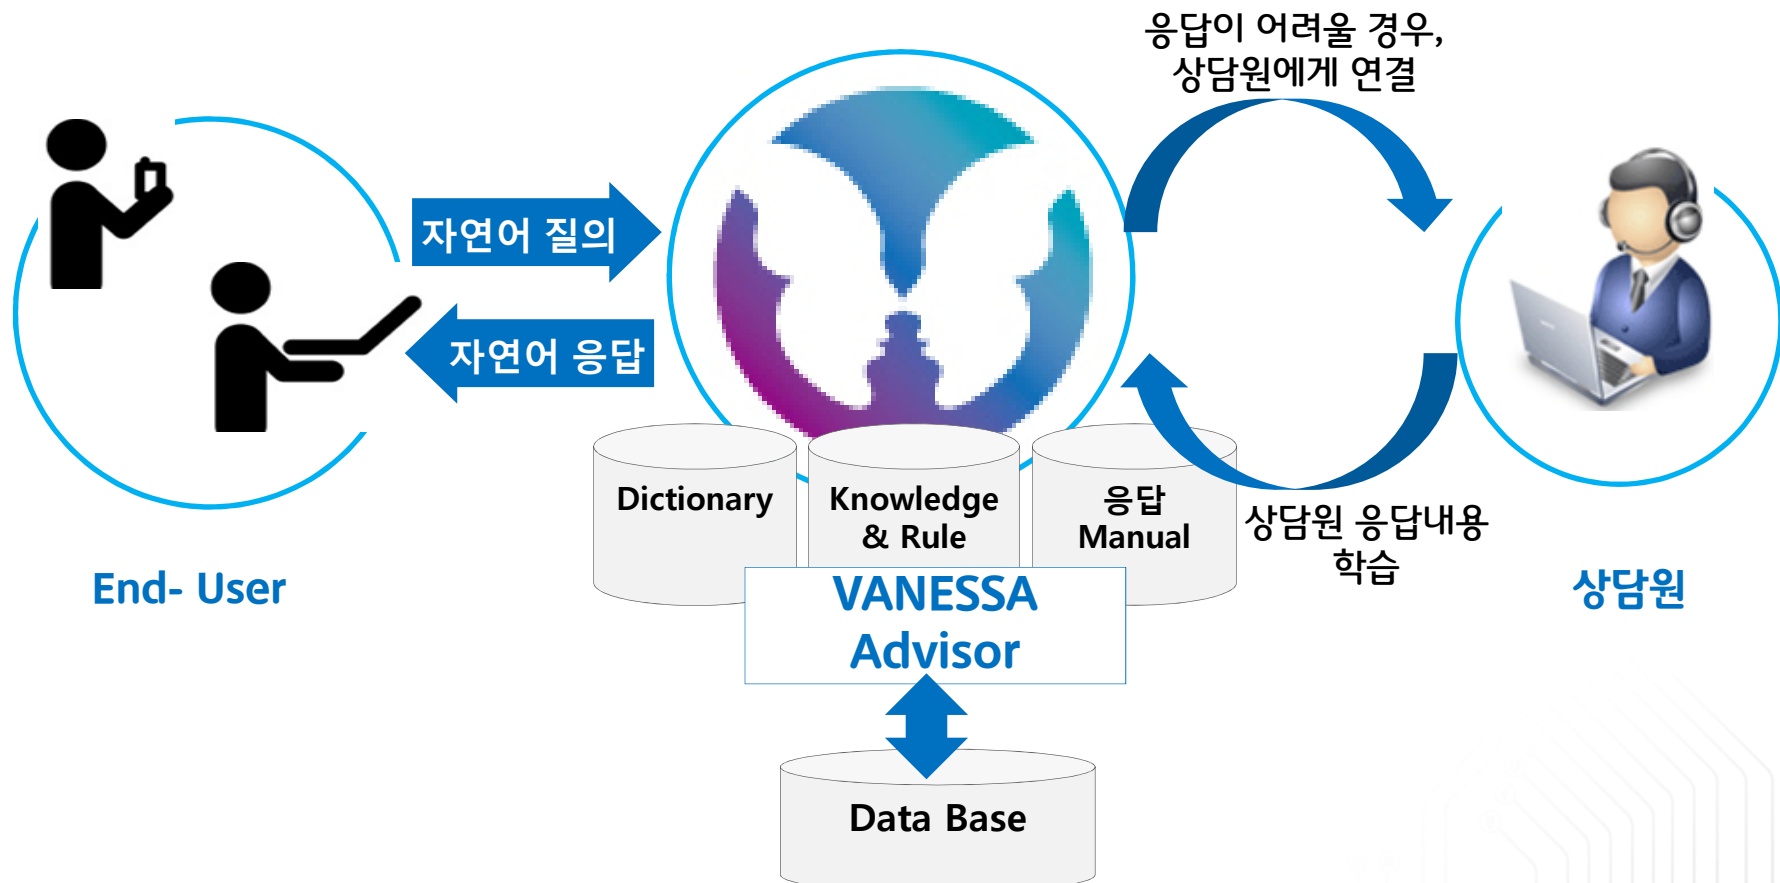 응답이 어려울 경우,
상담원에게 연결
자연어 질의
자연어 응답
Dictionary
Knowledge
& Rule
응답
Manual
상담원 응답내용
학습
End- User
VANESSA
Advisor
상담원
Data Base